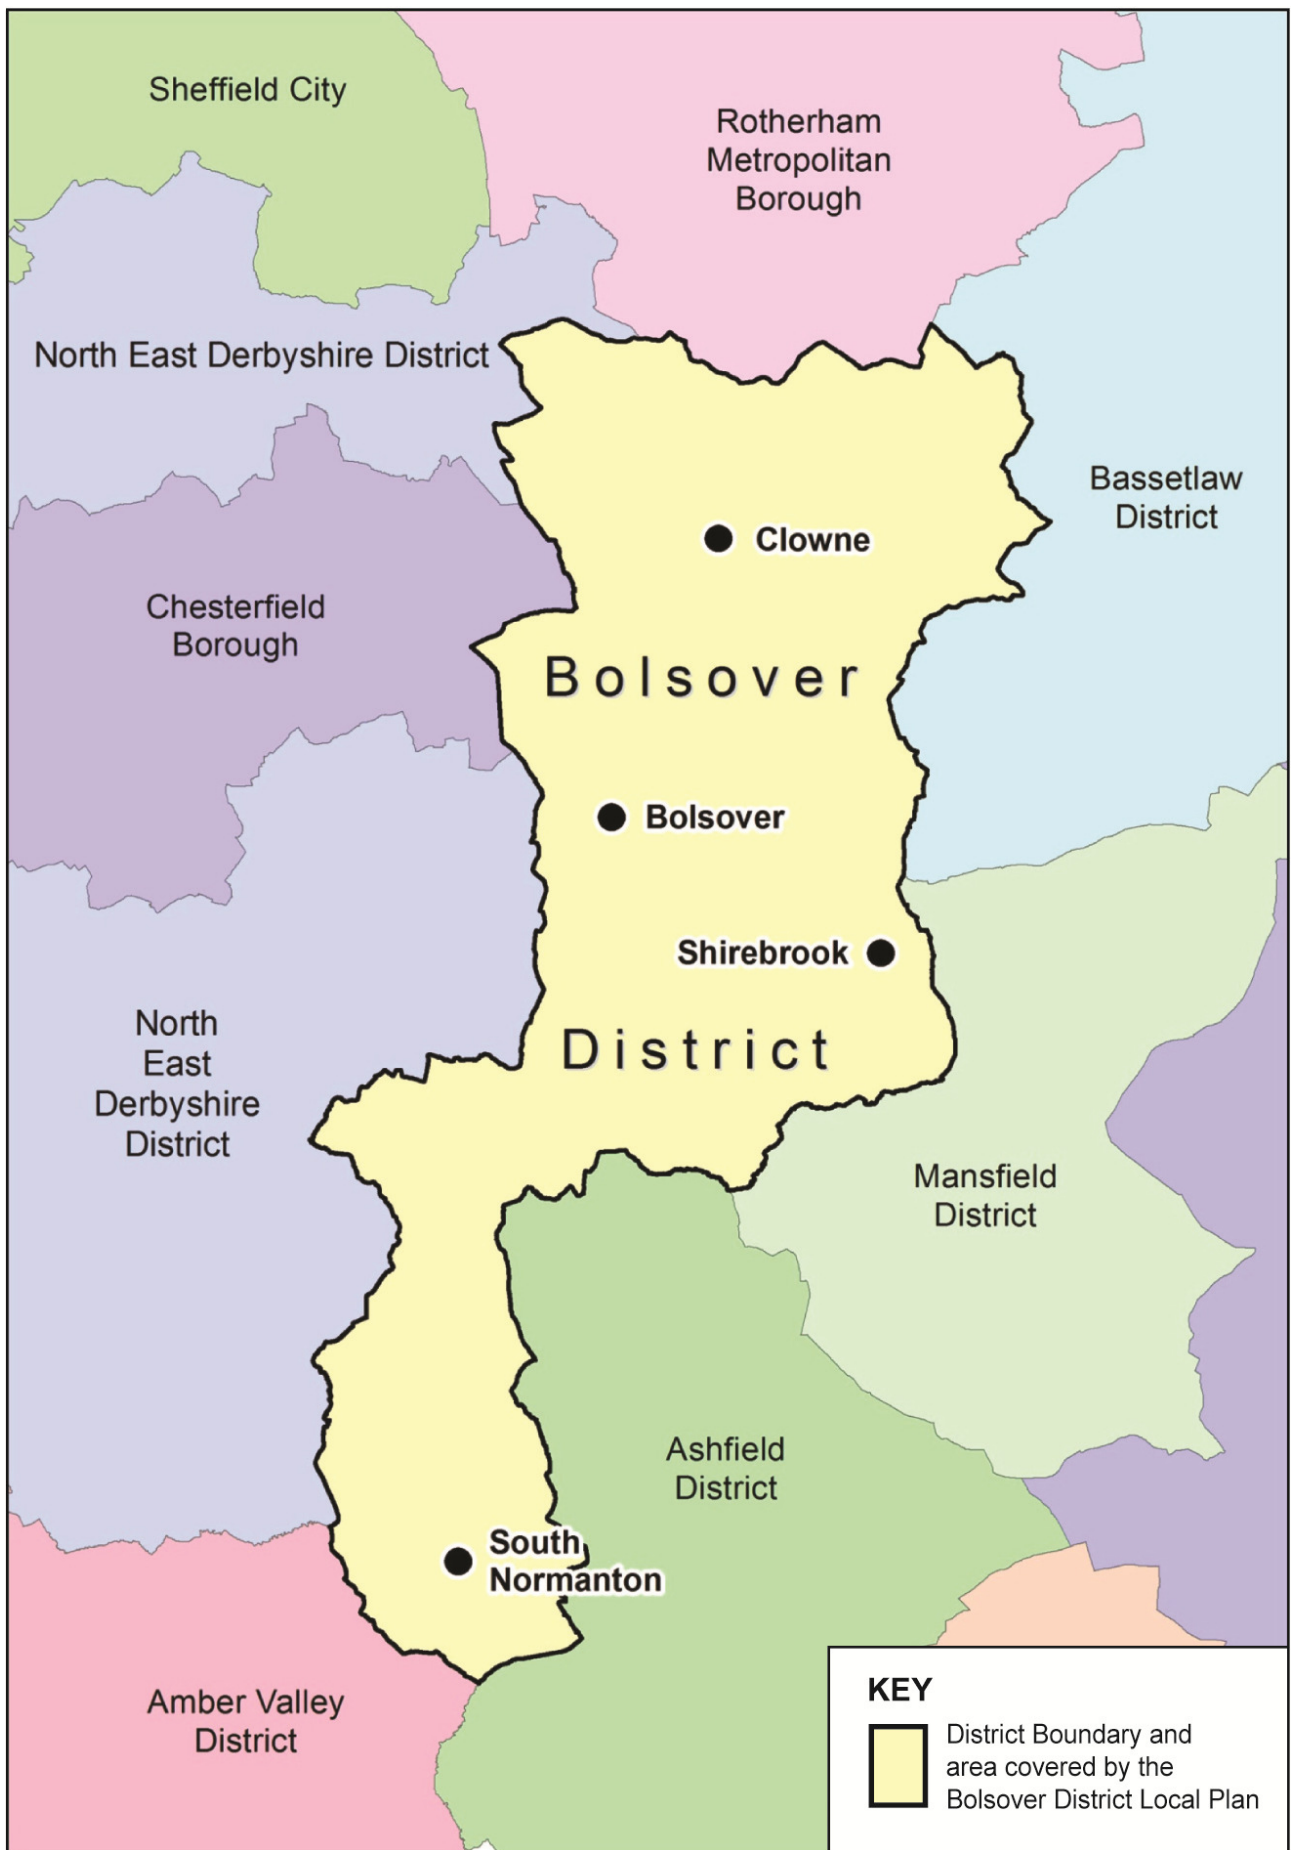 Sheffield City
Rotherham
Metropolitan
Borough
North East Derbyshire District
Bassetlaw
District
Clowne
Chesterfield
Borough
Bolsover
Bolsover
Shirebrook
North
East
Derbyshire
District
District
Mansfield
District
Ashfield
District
South
Normanton
Amber Valley
District
KEY
District Boundary and
area covered by the
Bolsover District Local Plan